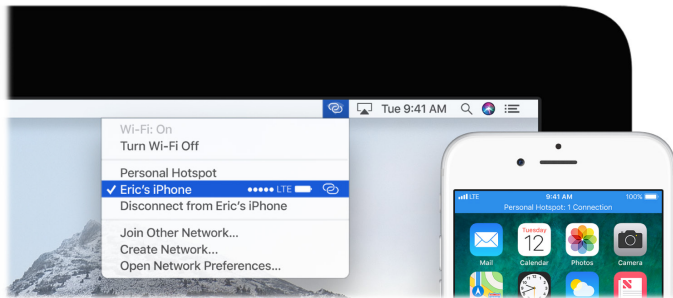 Tue 9:41 AM
Wi-Fi: On
Turn Wi-Fi Off
Personal Hotspot
✓ Eric's iPhone LTE
Disconnect from Eric's iPhone
Join Other Network...
Create Network...
Open Network Preferences...
LTE 9:41 AM 100%
Personal Hotspot: 1 Connection
Tuesday
12
Mail Calendar Photos Camera